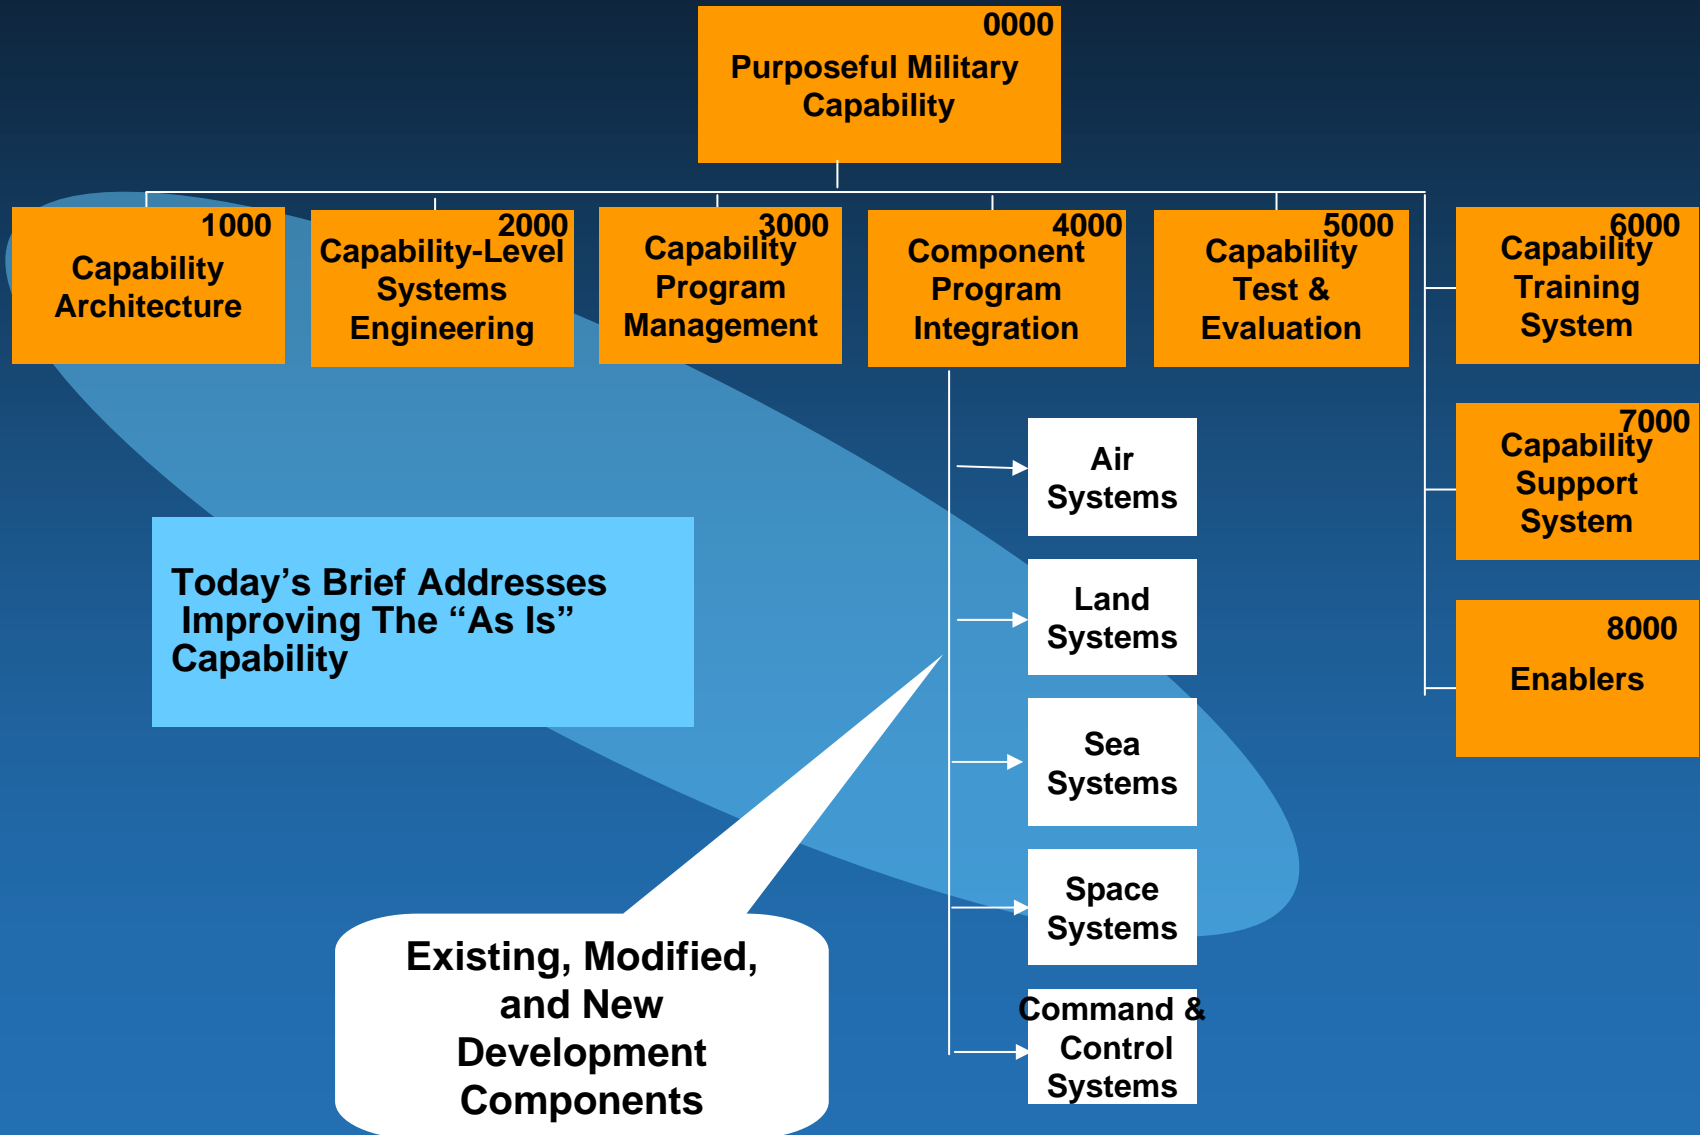 0000
Purposeful Military
Capability
1000
Capability
Architecture
2000
Capability-Level
Systems
Engineering
3000
Capability
Program
Management
4000
Component
Program
Integration
5000
Capability
Test &
Evaluation
6000
Capability
Training
System
7000
Capability
Support
System
8000
Enablers
Air
Systems
Land
Systems
Sea
Systems
Space
Systems
Command &
Control
Systems
Today’s Brief Addresses
Improving The “As Is”
Capability
Existing, Modified,
and New
Development
Components